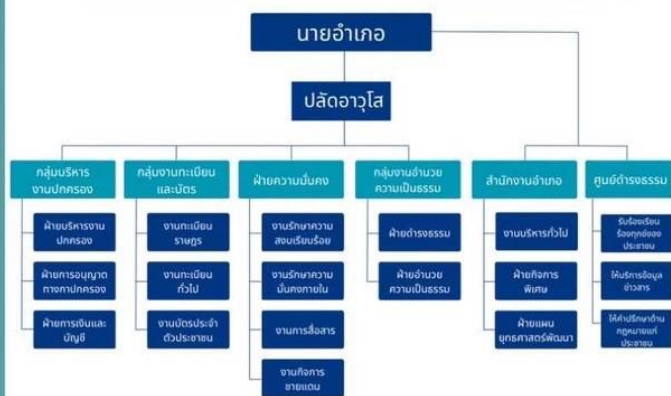 นายอำเภอ
ปลัดอาวุโส
กลุ่มบริหาร
งานปกครอง
กลุ่มงานทะเบียน
และบัตร
ฝ่ายความมั่นคง
กลุ่มงานอำนวย
ความเป็นธรรม
สำนักงานอำเภอ
ศูนย์ดำรงธรรม
ฝ่ายบริหารงาน
ปกครอง
ฝ่ายการอนุญาต
ทางกาปกครอง
ฝ่ายการเงินและ
บัญชี
งานทะเบียน
ราษฎร
งานทะเบียน
ทั่วไป
งานบัตรประจำ
ตัวประชาชน
งานรักษาความ
สงบเรียบร้อย
งานรักษาความ
มั่นคงภายใน
งานการสื่อสาร
งานกิจการ
ชายแดน
ฝ่ายดำรงธรรม
ฝ่ายอำนวย
ความเป็นธรรม
งานบริหารทั่วไป
ฝ่ายกิจการ
พิเศษ
ฝ่ายแผน
ยุทธศาสตร์พัฒนา
รับร้องเรียน
ร้องทุกข์ของ
ประชาชน
ให้บริการข้อมูล
ข่าวสาร
ให้คำปรึกษาด้าน
กฎหมายแก่
ประชาชน